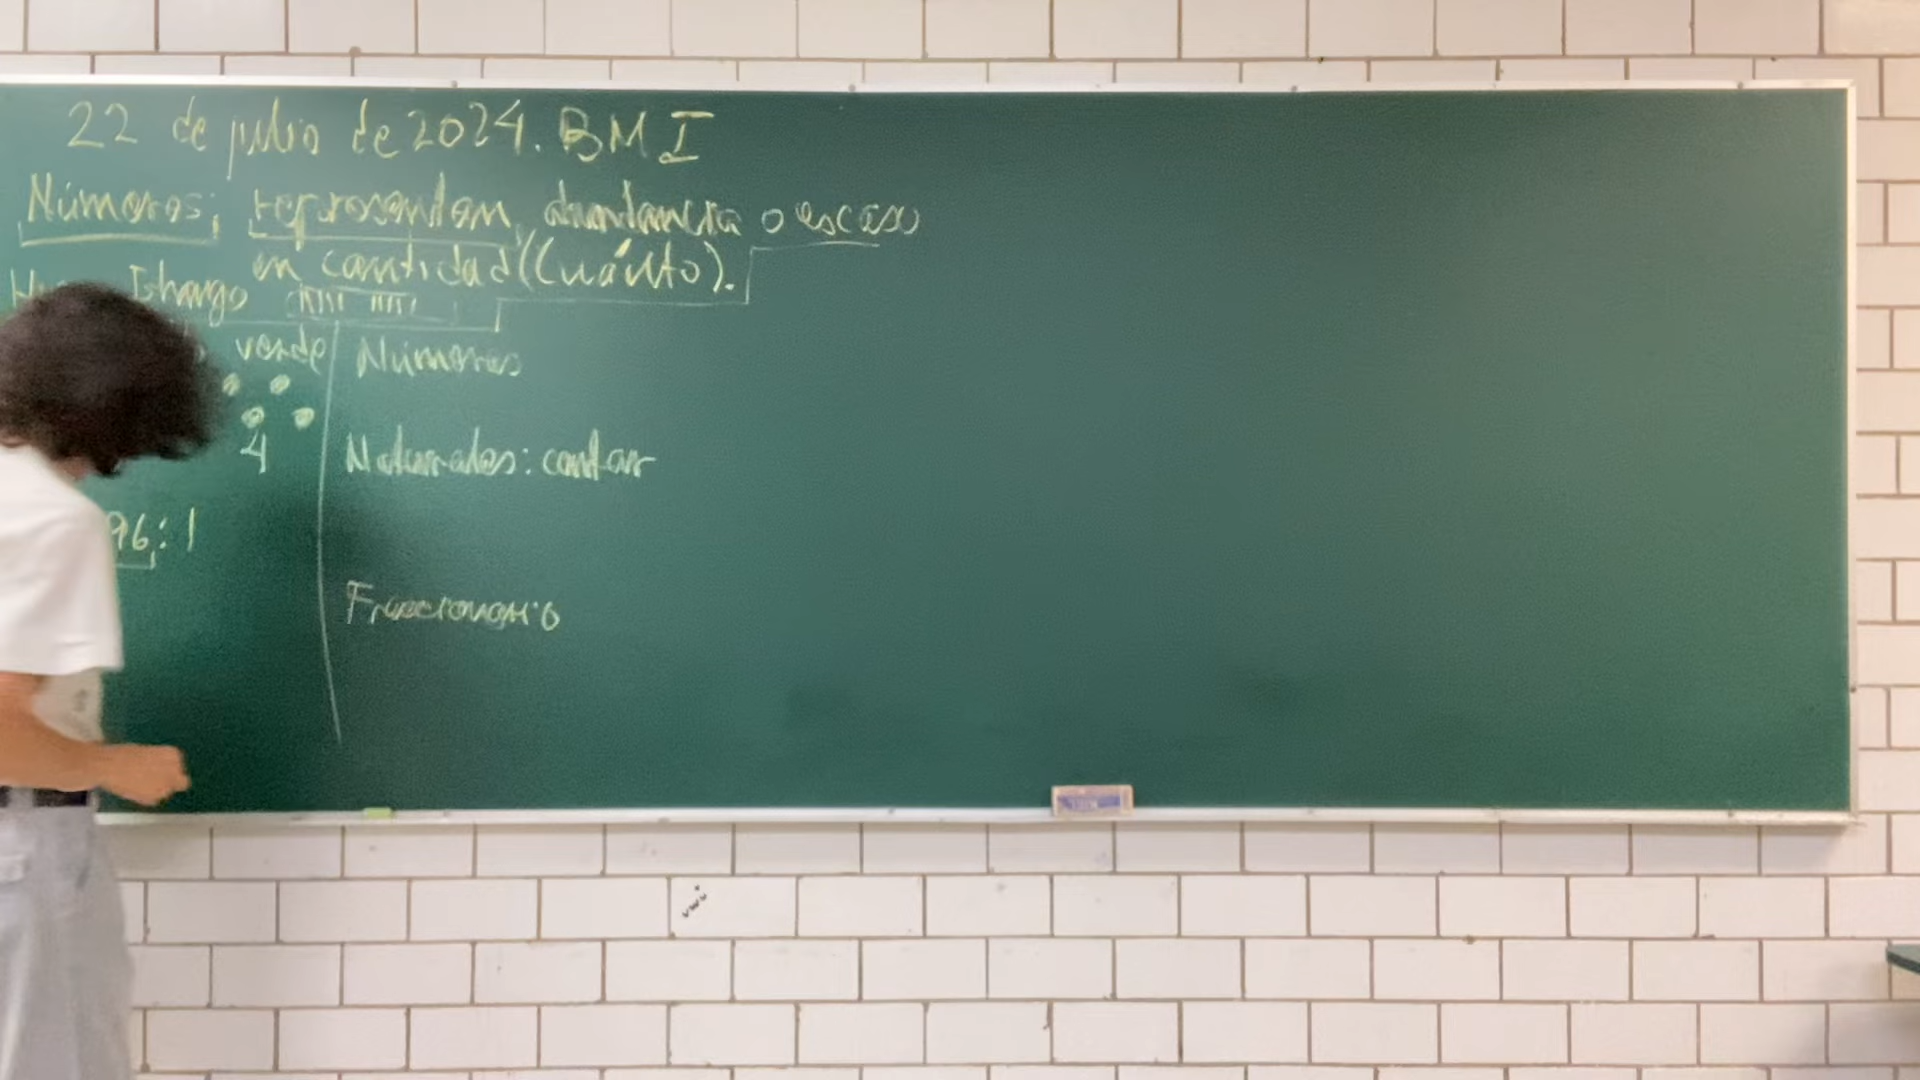 22 de julio de 2024. BM I
Números: representan abundancia o escaso
en cantidad (Cuánto).
Ishango
verde
Números
4
Naturales: contar
96:1
Fraccionario